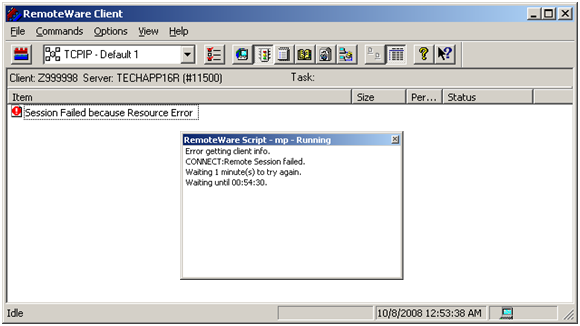 RemoteWare Client
File Commands Options View Help
TCPIP - Default 1
Client: Z999998 Server: TECHAPP16R (#11500) Task:
Item Size Per... Status
Session Failed because Resource Error
RemoteWare Script - mp - Running
Error getting client info.
CONNECT:Remote Session failed.
Waiting 1 minute(s) to try again.
Waiting until 00:54:30.
Idle 10/8/2008 12:53:38 AM